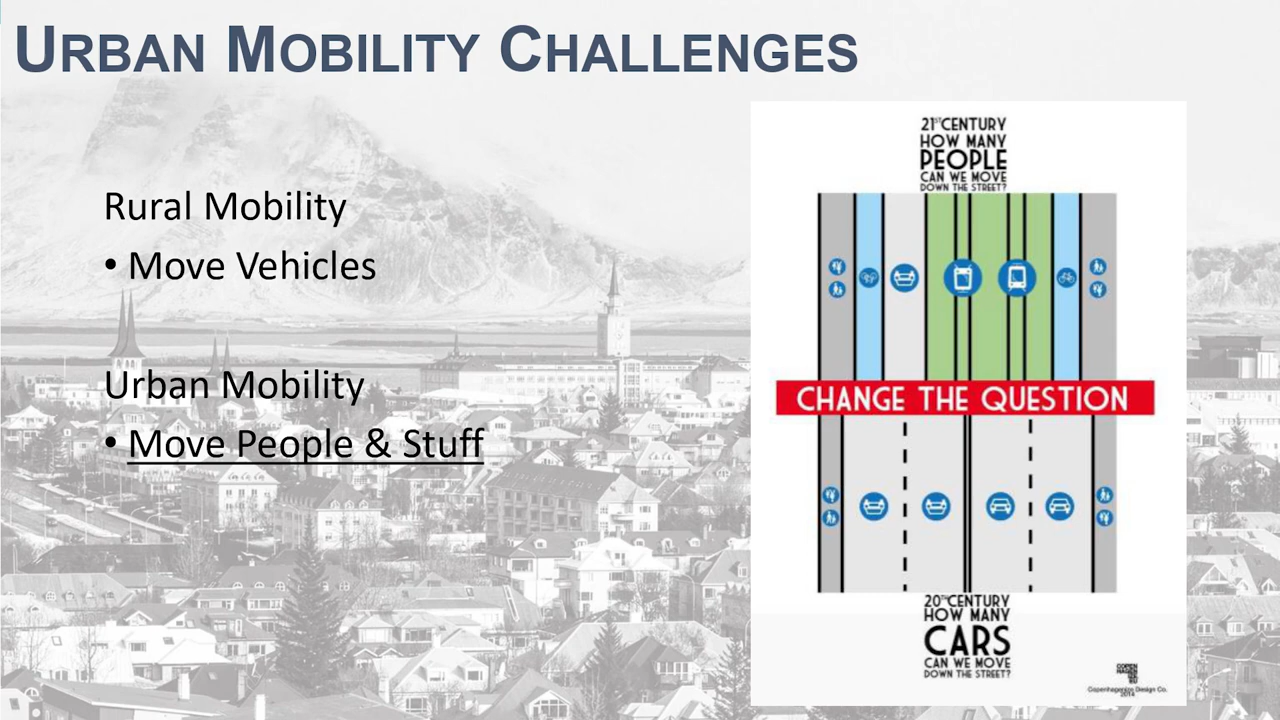 URBAN MOBILITY CHALLENGES
Rural Mobility
• Move Vehicles
Urban Mobility
• Move People & Stuff
21ST CENTURY
HOW MANY
PEOPLE
CAN WE MOVE
DOWN THE STREET?
CHANGE THE QUESTION
20TH CENTURY
HOW MANY
CARS
CAN WE MOVE
DOWN THE STREET?
Copenhagenize Design Co.
2014